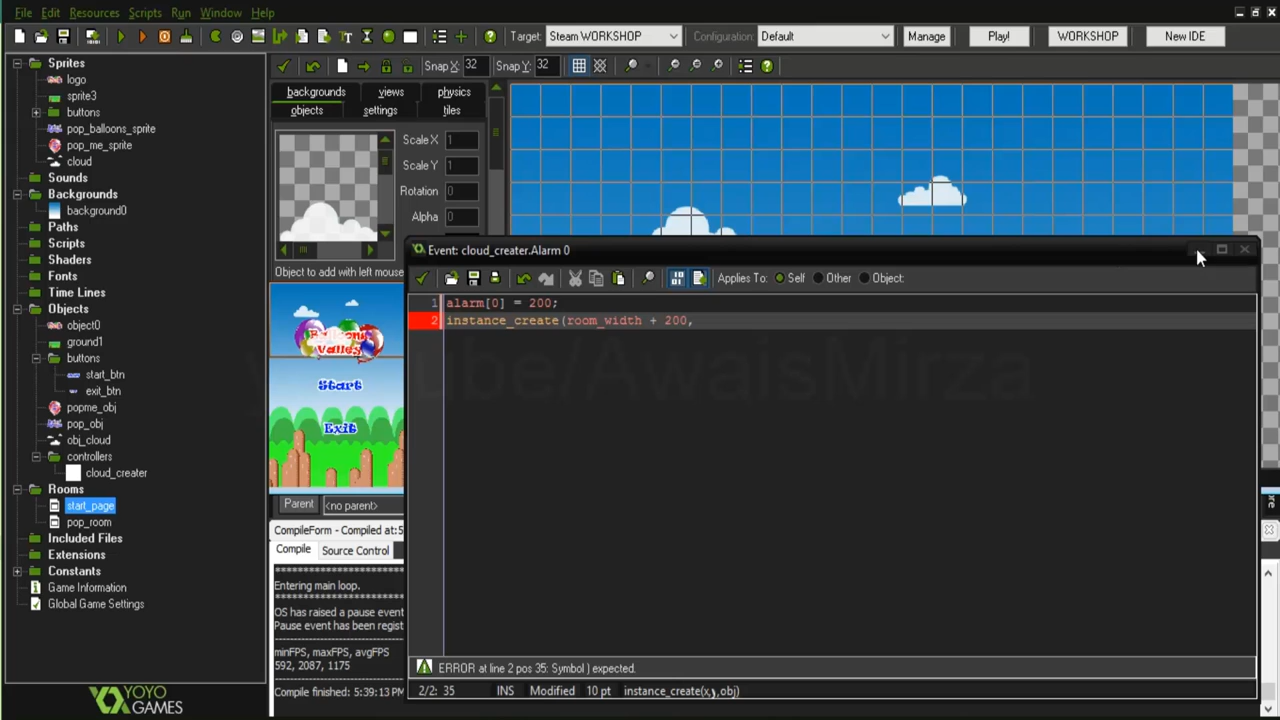 File Edit Resources Scripts Run Window Help
Target: Steam WORKSHOP Configuration: Default Manage Play! WORKSHOP New IDE
Snap X: 32 Snap Y: 32
Sprites
logo
sprite3
buttons
pop_balloons_sprite
pop_me_sprite
cloud
Sounds
Backgrounds
background0
Paths
Scripts
Shaders
Fonts
Time Lines
Objects
object0
ground1
buttons
start_btn
exit_btn
popme_obj
pop_obj
obj_cloud
controllers
cloud_creater
Rooms
start_page
pop_room
Included Files
Extensions
Constants
Game Information
Global Game Settings
YOYO
GAMES
backgrounds views physics
objects settings tiles
Scale X 1
Scale Y 1
Rotation 0
Alpha 0
Object to add with left mouse
Balloons
Valley
Start
Exit
Parent <no parent>
CompileForm - Compiled at:5
Compile Source Control
Entering main loop.
OS has raised a pause event
Pause event has been regist
minFPS, maxFPS, avgFPS
592, 2087, 1175
Compile finished: 5:39:13 PM
Event: cloud_creater.Alarm 0
Applies To: Self Other Object:
1 alarm[0] = 200;
2 instance_create(room_width + 200,
ube/AwaisMirza
ERROR at line 2 pos 35: Symbol ) expected.
2/2: 35 INS Modified 10 pt instance_create(x,y,obj)